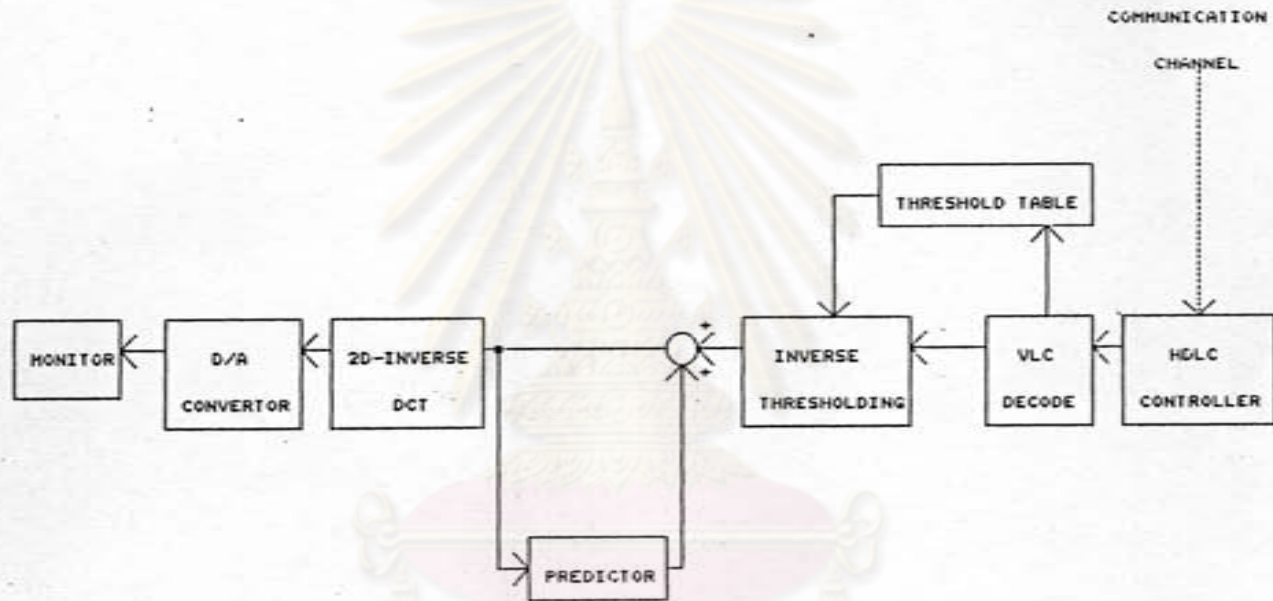 COMMUNICATION
CHANNEL
THRESHOLD TABLE
MONITOR
D/A
CONVERTOR
2D-INVERSE
DCT
+
+
INVERSE
THRESHOLDING
VLC
DECODE
HDLC
CONTROLLER
PREDICTOR